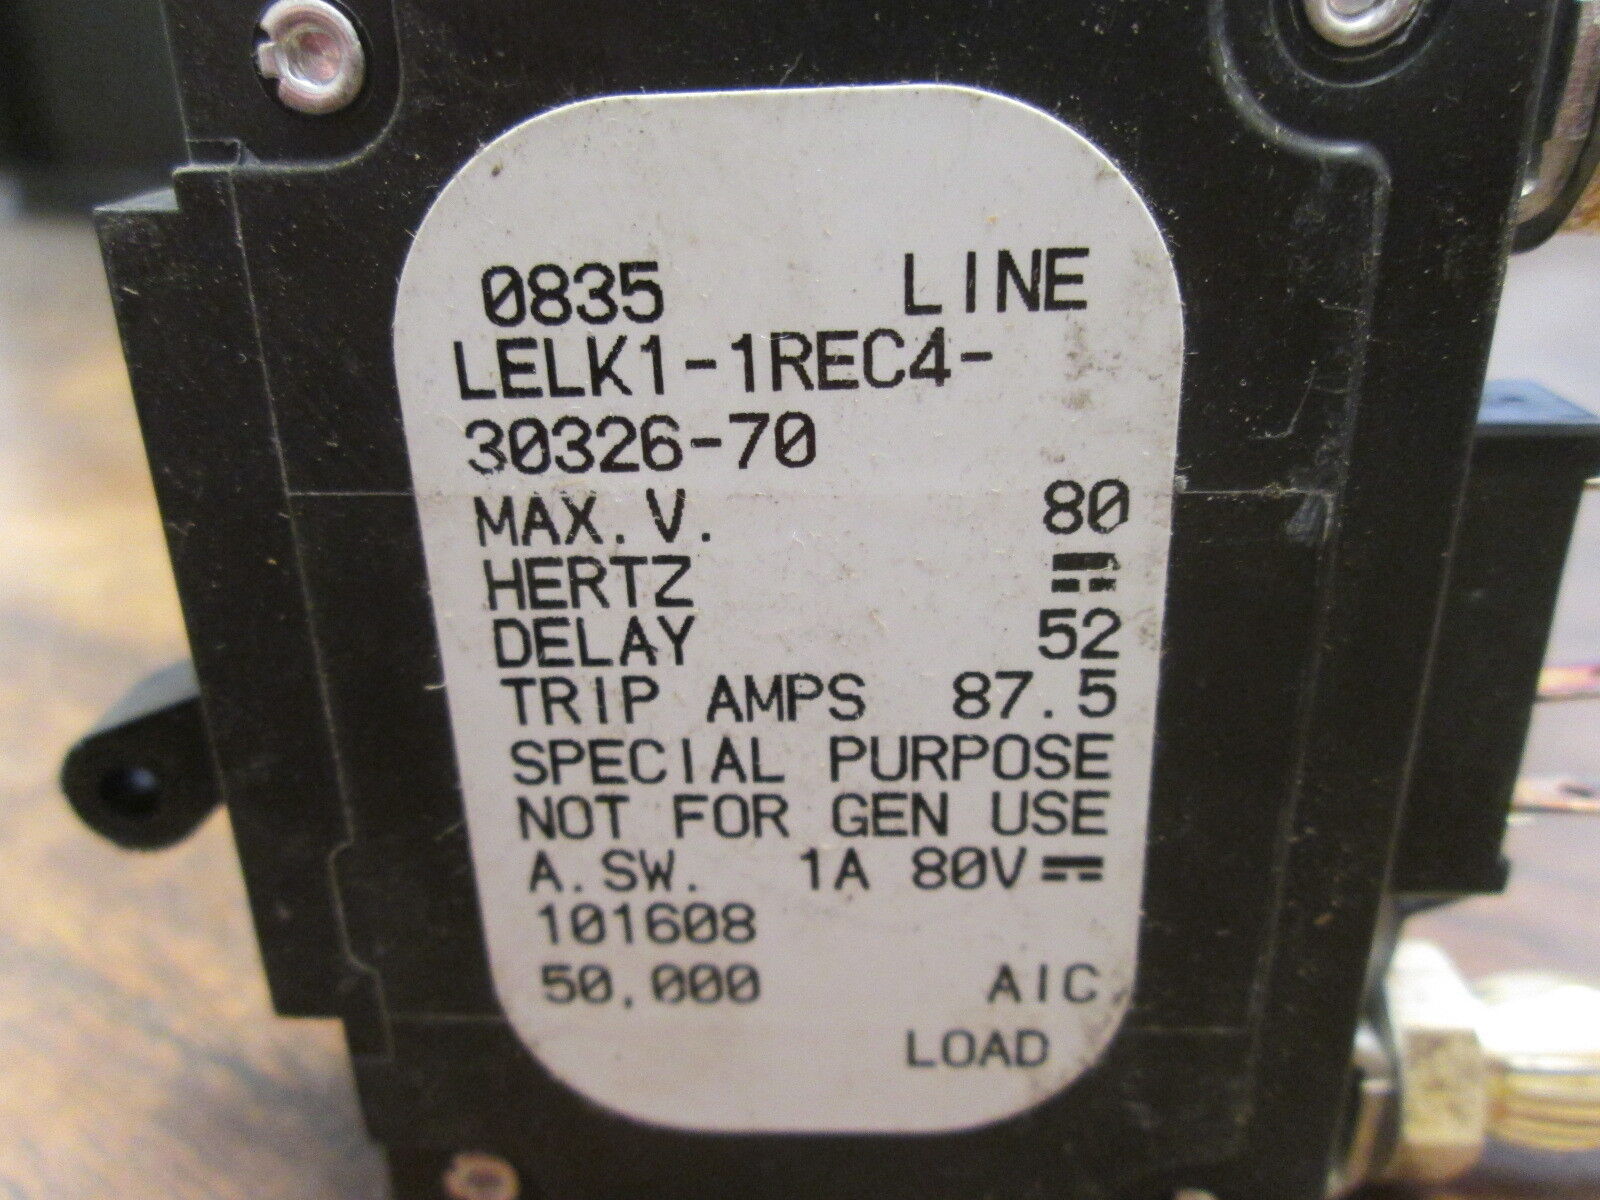 0835 LINE
LELK1-1REC4-
30326-70
MAX.V. 80
HERTZ ⎓
DELAY 52
TRIP AMPS 87.5
SPECIAL PURPOSE
NOT FOR GEN USE
A.SW. 1A 80V⎓
101608
50,000 AIC
LOAD